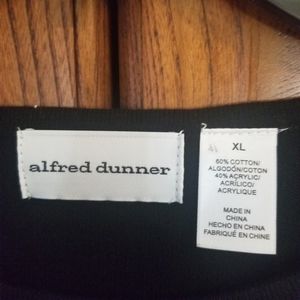 alfred dunner
XL
60% COTTON/
ALGODÓN/COTON
40% ACRYLIC/
ACRÍLICO/
ACRYLIQUE
MADE IN
CHINA
HECHO EN CHINA
FABRIQUÉ EN CHINE